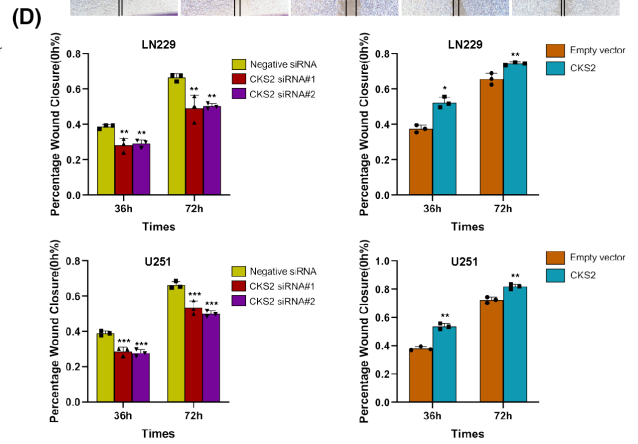 (D)
LN229
Percentage Wound Closure(0h%)
0.8
0.6
0.4
0.2
0.0
** ** ** **
36h 72h
Times
Negative siRNA
CKS2 siRNA#1
CKS2 siRNA#2
LN229
Percentage Wound Closure(0h%)
0.8
0.6
0.4
0.2
0.0
* **
36h 72h
Times
Empty vector
CKS2
U251
Percentage Wound Closure(0h%)
0.8
0.6
0.4
0.2
0.0
*** *** *** ***
36h 72h
Times
Negative siRNA
CKS2 siRNA#1
CKS2 siRNA#2
U251
Percentage Wound Closure(0h%)
1.0
0.8
0.6
0.4
0.2
0.0
** **
36h 72h
Times
Empty vector
CKS2